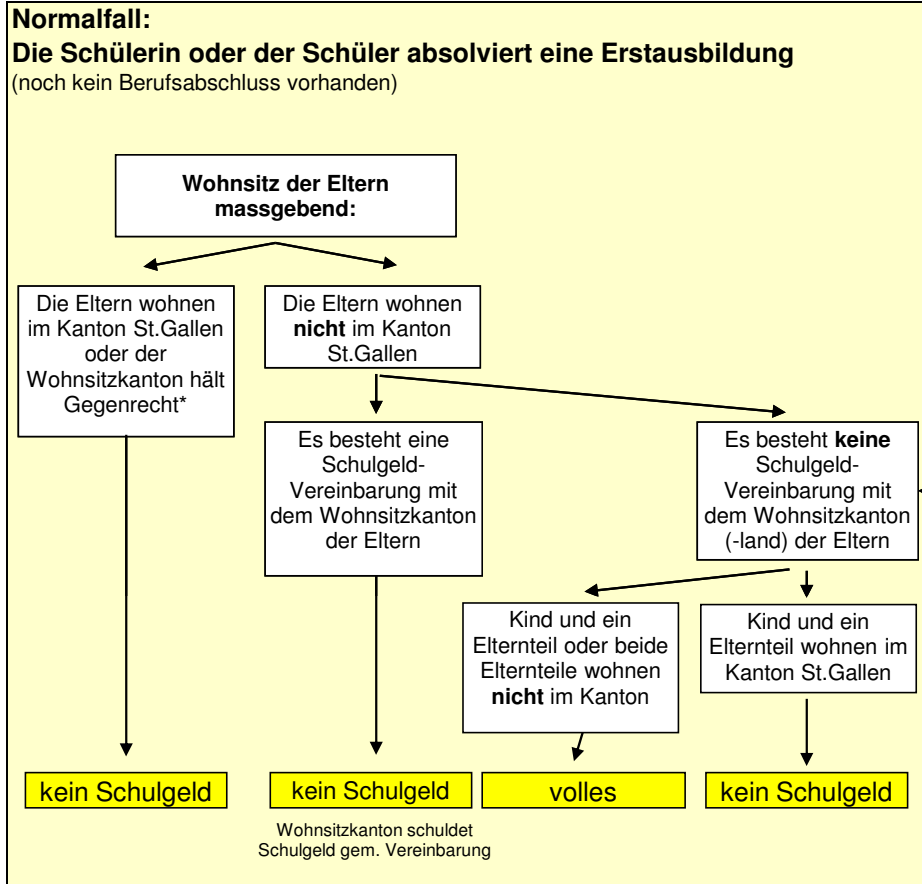 Normalfall:
Die Schülerin oder der Schüler absolviert eine Erstausbildung
(noch kein Berufsabschluss vorhanden)
Wohnsitz der Eltern
massgebend:
Die Eltern wohnen
im Kanton St.Gallen
oder der
Wohnsitzkanton hält
Gegenrecht*
Die Eltern wohnen
nicht im Kanton
St.Gallen
Es besteht eine
Schulgeld-
Vereinbarung mit
dem Wohnsitzkanton
der Eltern
Es besteht keine
Schulgeld-
Vereinbarung mit
dem Wohnsitzkanton
(-land) der Eltern
Kind und ein
Elternteil oder beide
Elternteile wohnen
nicht im Kanton
Kind und ein
Elternteil wohnen im
Kanton St.Gallen
kein Schulgeld
kein Schulgeld
volles
kein Schulgeld
Wohnsitzkanton schuldet
Schulgeld gem. Vereinbarung